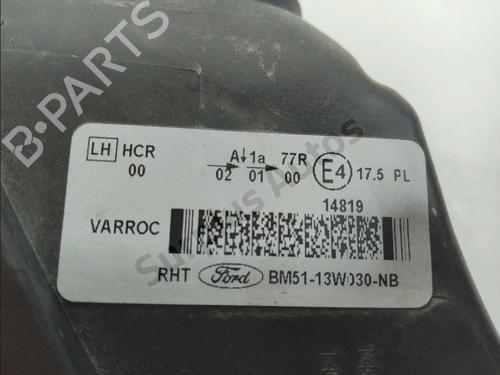 LH HCR A↓1a 77R E4 17.5 PL
00 02 01 00
14819
VARROC
RHT Ford BM51-13W030-NB